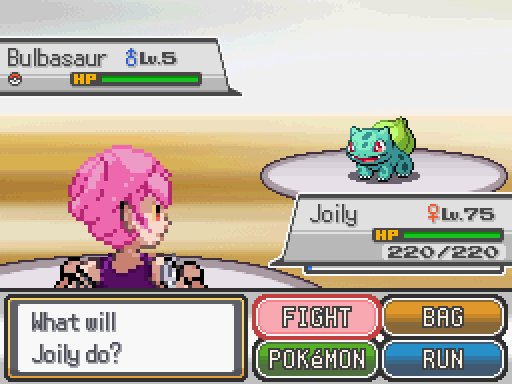 Bulbasaur ♂Lv.5
HP
Joily ♀Lv.75
HP
220/220
What will
Joily do?
FIGHT
BAG
POKéMON
RUN